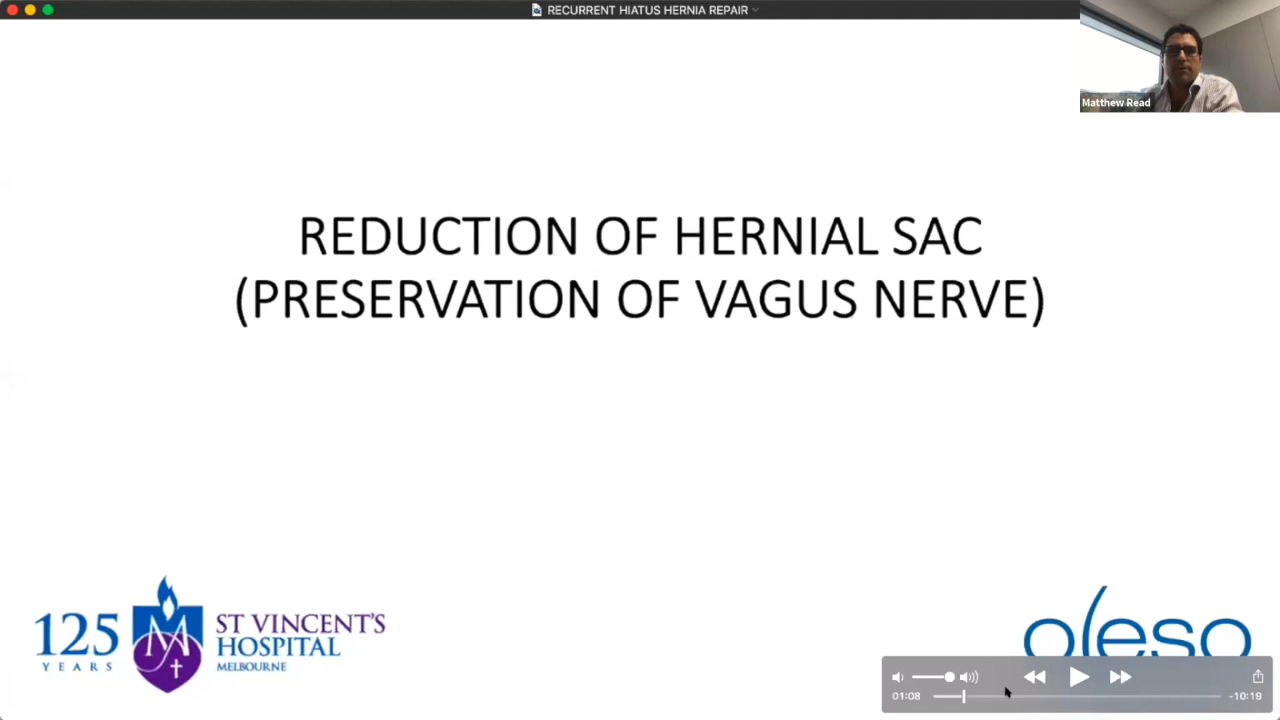 RECURRENT HIATUS HERNIA REPAIR
Matthew Read
REDUCTION OF HERNIAL SAC
(PRESERVATION OF VAGUS NERVE)
125
YEARS
ST VINCENT'S
HOSPITAL
MELBOURNE
oleso
01:08
-10:19